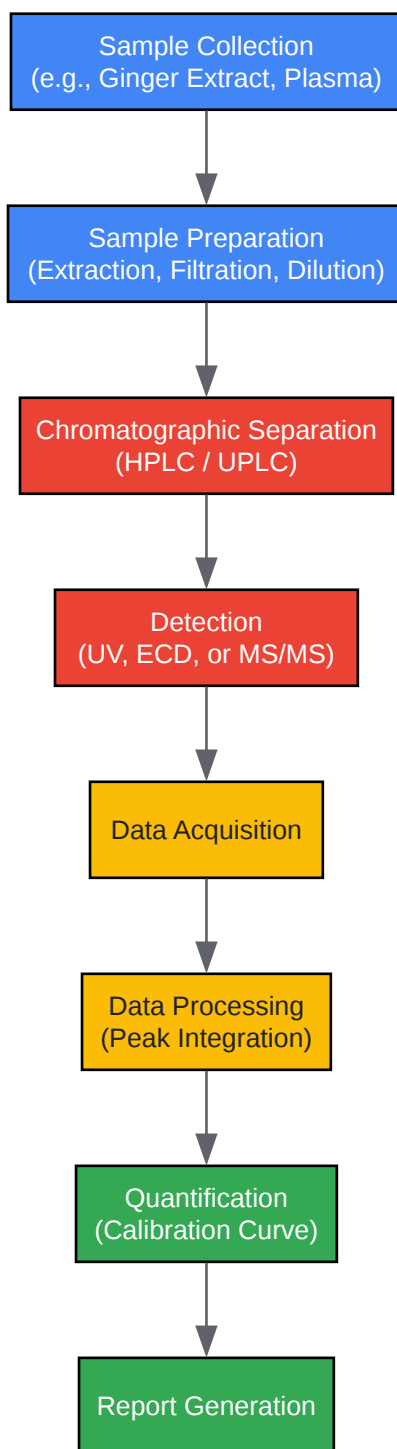 Sample Collection
(e.g., Ginger Extract, Plasma)
Sample Preparation
(Extraction, Filtration, Dilution)
Chromatographic Separation
(HPLC / UPLC)
Detection
(UV, ECD, or MS/MS)
Data Acquisition
Data Processing
(Peak Integration)
Quantification
(Calibration Curve)
Report Generation